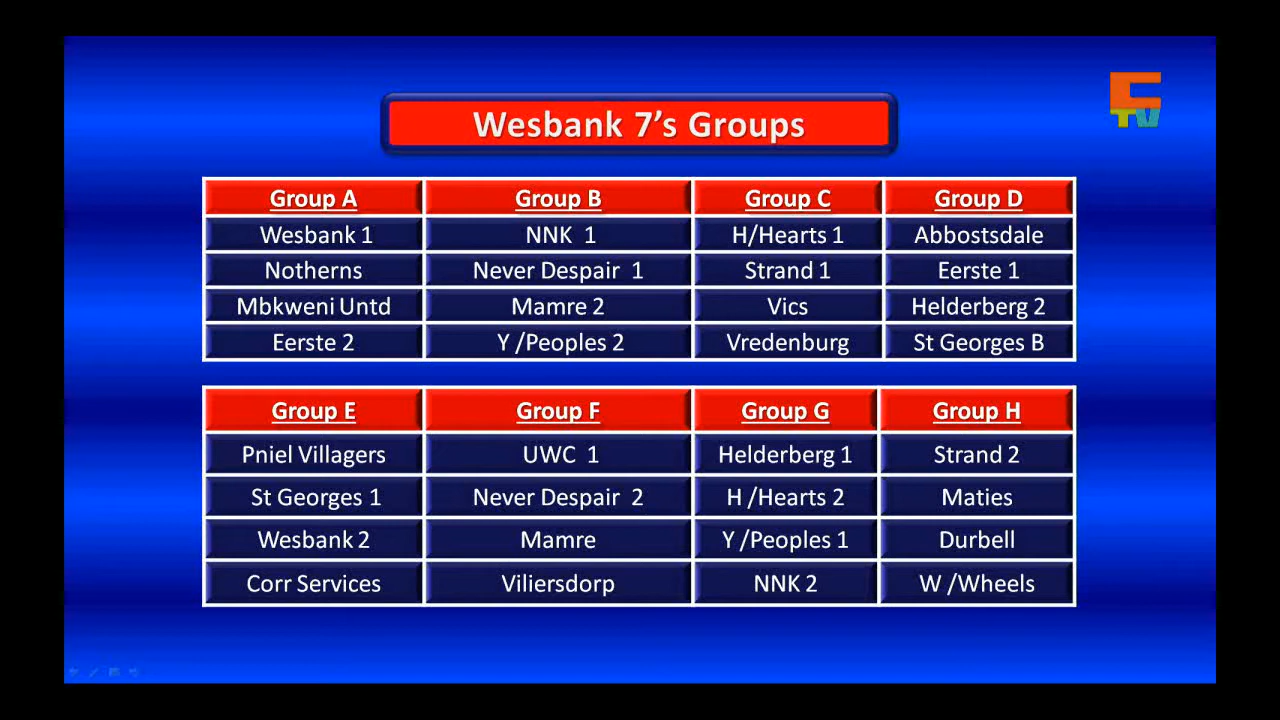 Wesbank 7’s Groups
CTV
Group A Group B Group C Group D
Wesbank 1 NNK 1 H/Hearts 1 Abbostsdale
Notherns Never Despair 1 Strand 1 Eerste 1
Mbkweni Untd Mamre 2 Vics Helderberg 2
Eerste 2 Y /Peoples 2 Vredenburg St Georges B
Group E Group F Group G Group H
Pniel Villagers UWC 1 Helderberg 1 Strand 2
St Georges 1 Never Despair 2 H /Hearts 2 Maties
Wesbank 2 Mamre Y /Peoples 1 Durbell
Corr Services Viliersdorp NNK 2 W /Wheels